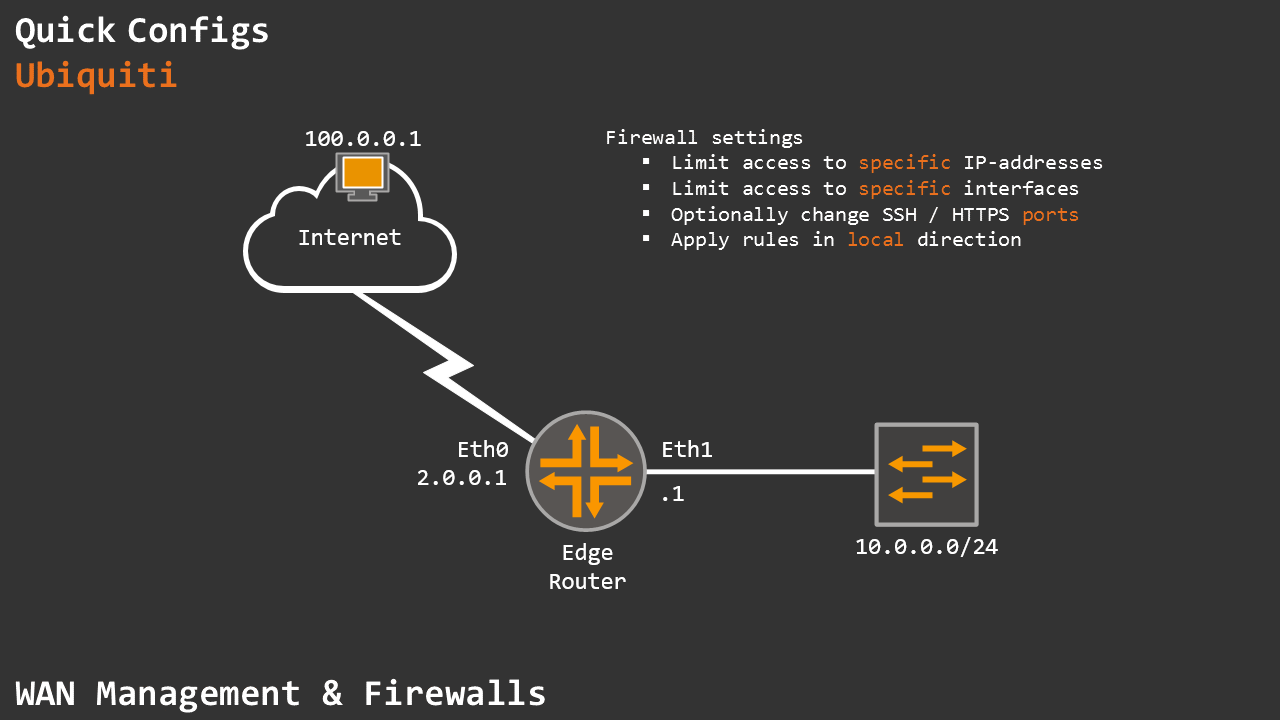 Quick Configs
Ubiquiti
100.0.0.1
Internet
Firewall settings
▪ Limit access to specific IP-addresses
▪ Limit access to specific interfaces
▪ Optionally change SSH / HTTPS ports
▪ Apply rules in local direction
Eth0
2.0.0.1
Eth1
.1
Edge
Router
10.0.0.0/24
WAN Management & Firewalls